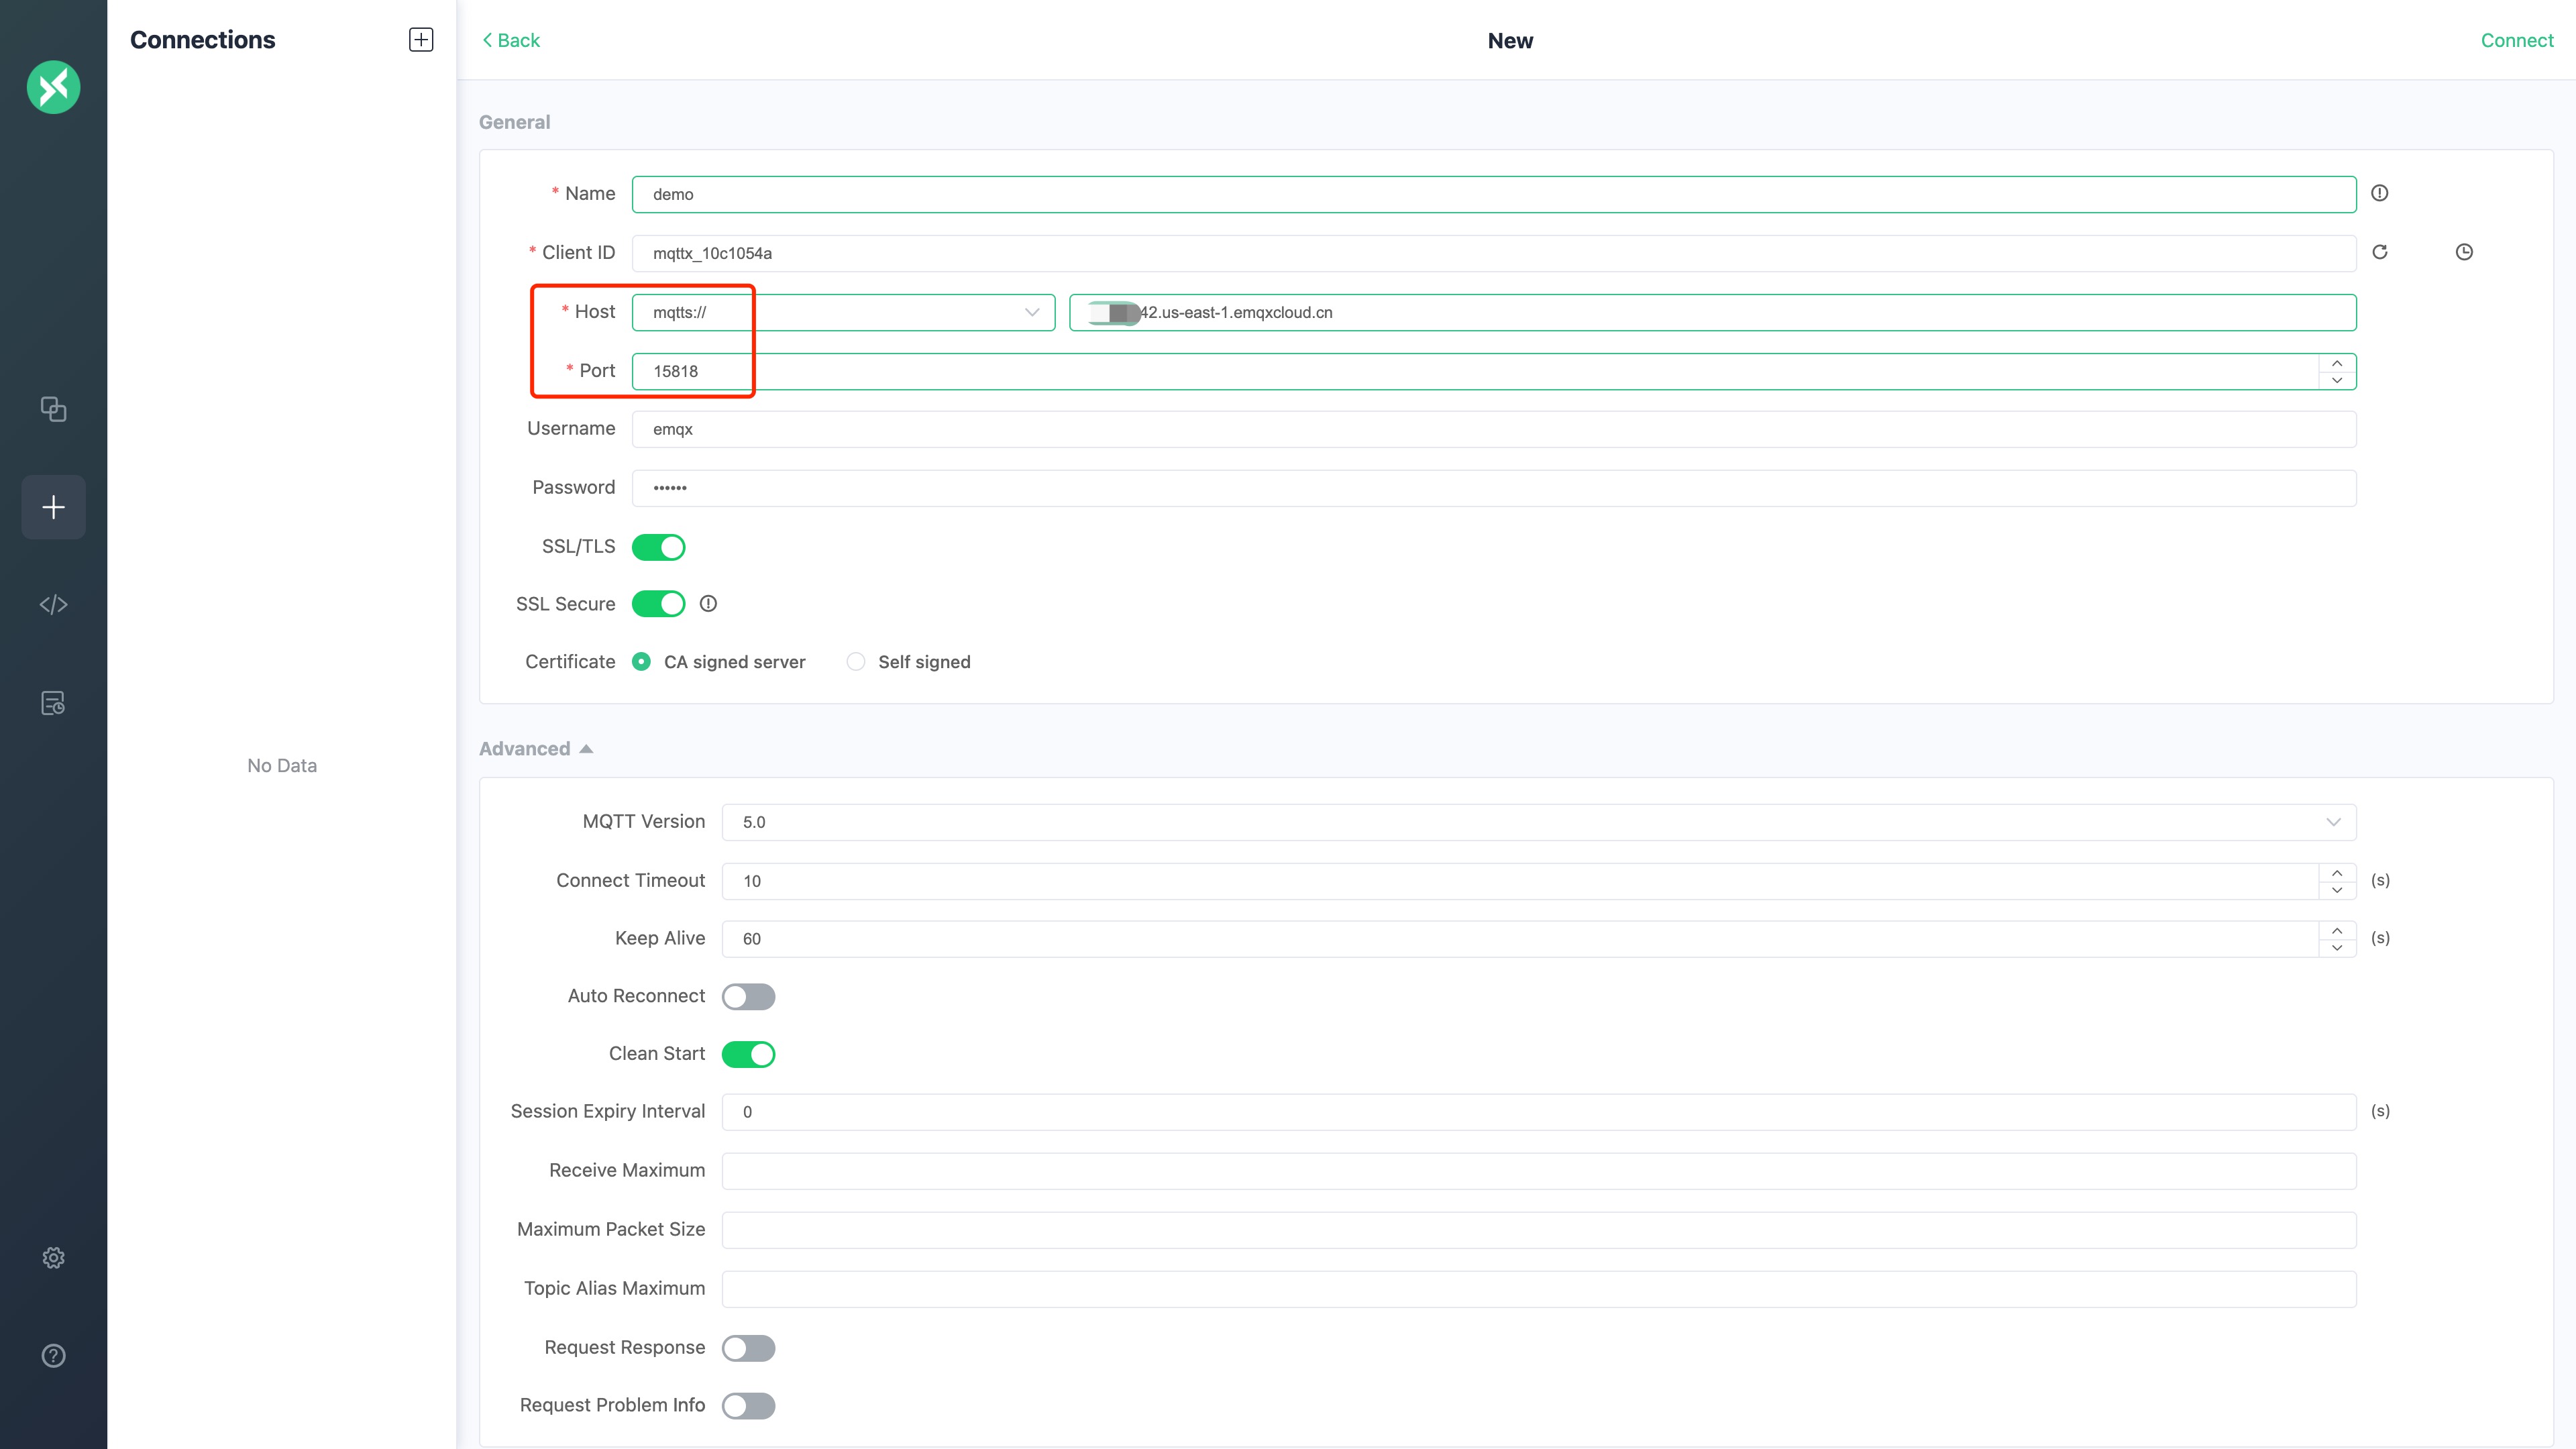 Connections
Back
New
Connect
General
* Name
demo
* Client ID
mqttx_10c1054a
* Host
mqtts://
42.us-east-1.emqxcloud.cn
* Port
15818
Username
emqx
Password
••••••
SSL/TLS
SSL Secure
Certificate
CA signed server
Self signed
No Data
Advanced
MQTT Version
5.0
Connect Timeout
10
(s)
Keep Alive
60
(s)
Auto Reconnect
Clean Start
Session Expiry Interval
0
(s)
Receive Maximum
Maximum Packet Size
Topic Alias Maximum
Request Response
Request Problem Info